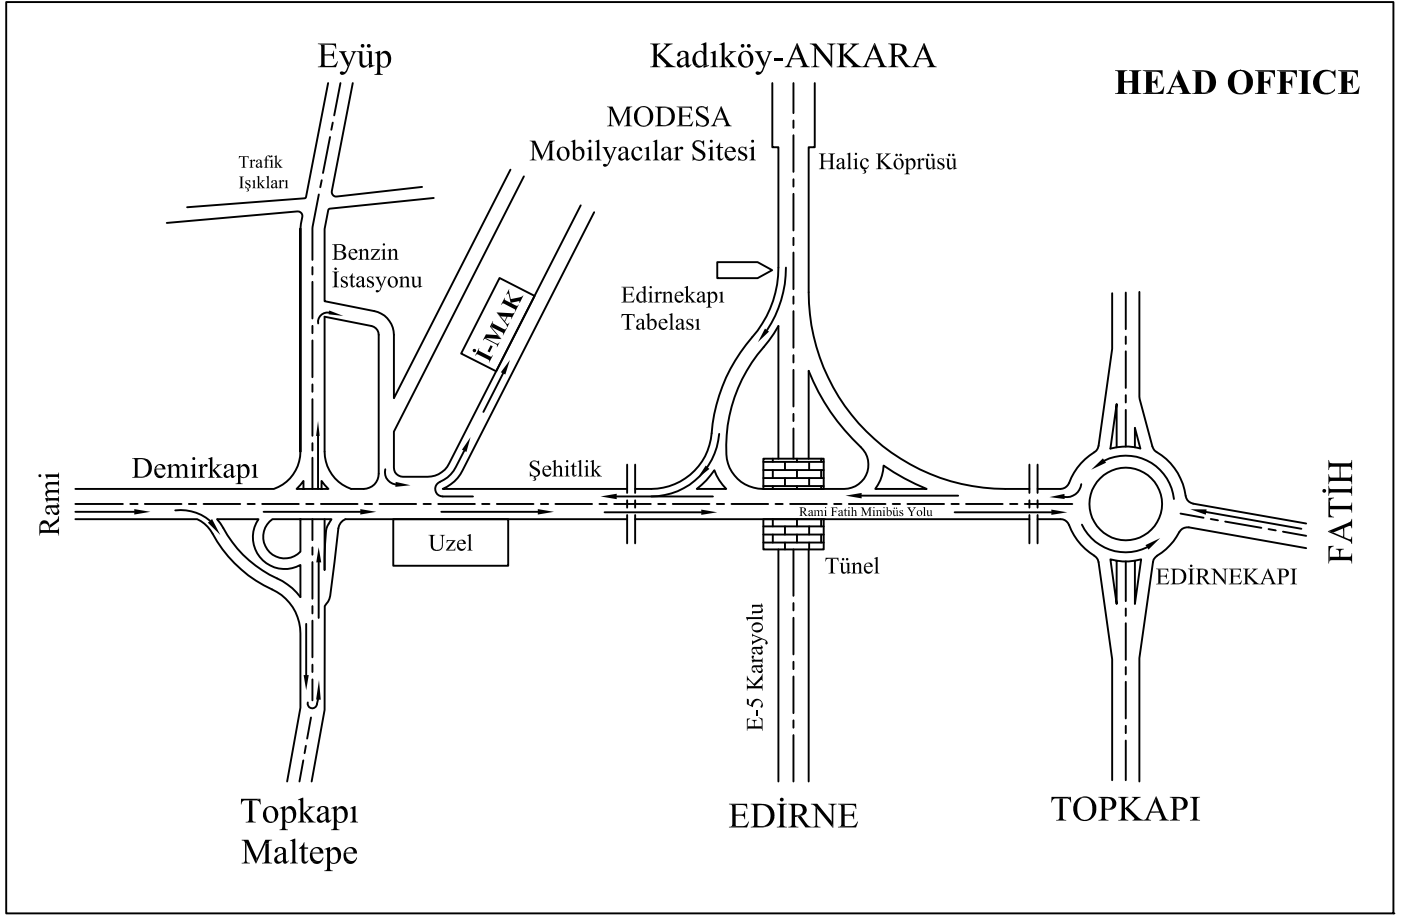 Eyüp
Kadıköy-ANKARA
HEAD OFFICE
MODESA
Mobilyacılar Sitesi
Trafik
Işıkları
Haliç Köprüsü
Benzin
İstasyonu
Edirnekapı
Tabelası
İ-MAK
Rami
Demirkapı
Şehitlik
FATİH
Rami Fatih Minibüs Yolu
Uzel
Tünel
EDİRNEKAPI
E-5 Karayolu
Topkapı
Maltepe
EDİRNE
TOPKAPI